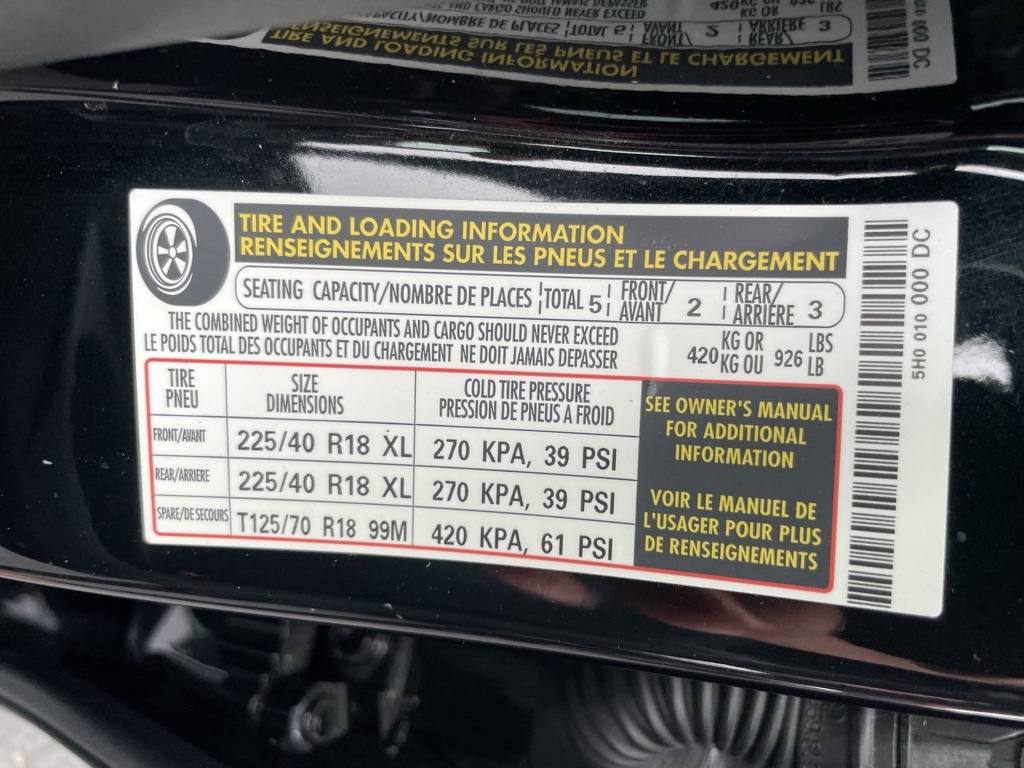 TIRE AND LOADING INFORMATION
RENSEIGNEMENTS SUR LES PNEUS ET LE CHARGEMENT
SEATING CAPACITY/NOMBRE DE PLACES TOTAL 5 FRONT/AVANT 2 REAR/ARRIÈRE 3
THE COMBINED WEIGHT OF OCCUPANTS AND CARGO SHOULD NEVER EXCEED
LE POIDS TOTAL DES OCCUPANTS ET DU CHARGEMENT NE DOIT JAMAIS DEPASSER
420 KG OR KG OU 926 LBS LB
TIRE PNEU SIZE DIMENSIONS COLD TIRE PRESSURE PRESSION DE PNEUS A FROID
FRONT/AVANT 225/40 R18 XL 270 KPA, 39 PSI
REAR/ARRIERE 225/40 R18 XL 270 KPA, 39 PSI
SPARE/DE SECOURS T125/70 R18 99M 420 KPA, 61 PSI
SEE OWNER'S MANUAL
FOR ADDITIONAL
INFORMATION
VOIR LE MANUEL DE
L'USAGER POUR PLUS
DE RENSEIGNEMENTS
5H0 010 000 DC